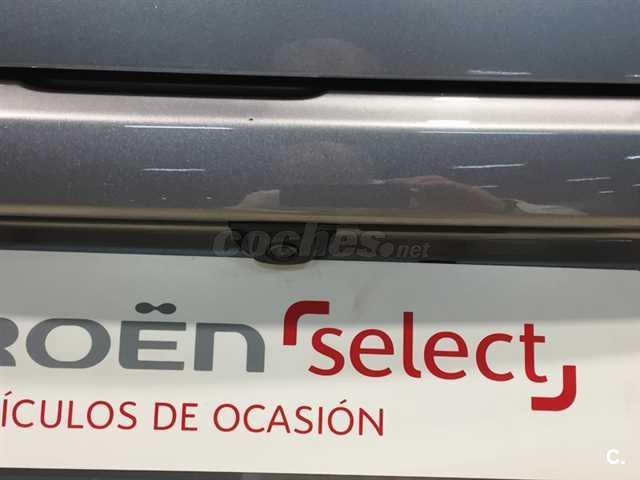 coches.net
ROËN select
ÍCULOS DE OCASIÓN
C.